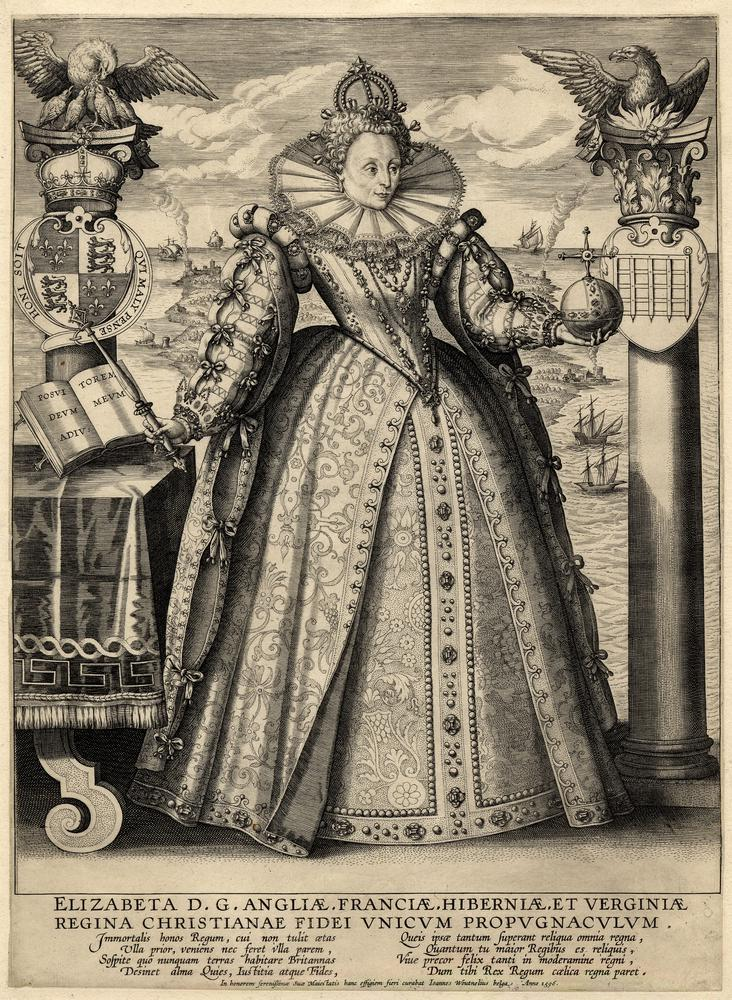 HONI SOIT QVI MAL Y PENSE
POSVI
DEVM
ADIV:
TOREM
MEVM
ELIZABETA D. G. ANGLIÆ. FRANCIÆ. HIBERNIÆ. ET VERGINIÆ
REGINA CHRISTIANAE FIDEI VNICVM PROPVGNACVLVM.
Immortalis honos Regum, cui non tulit ætas
Ulla prior, veniens nec feret vlla parem,
Sospite quo nunquam terras habitare Britannas
Desinet alma Quies, Iustitia atque Fides,
Queis ipsæ tantum superant reliqua omnia regna,
Quantum tu maior Regibus es reliquis,
Viue precor felix tanti in moderamine regni,
Dum tibi Rex Regum cælica regna paret.
In honorem serenissimæ Suæ Maiestatis hanc effigiem fieri curabat Ioannes Woutnelius belga. Anno 1596.